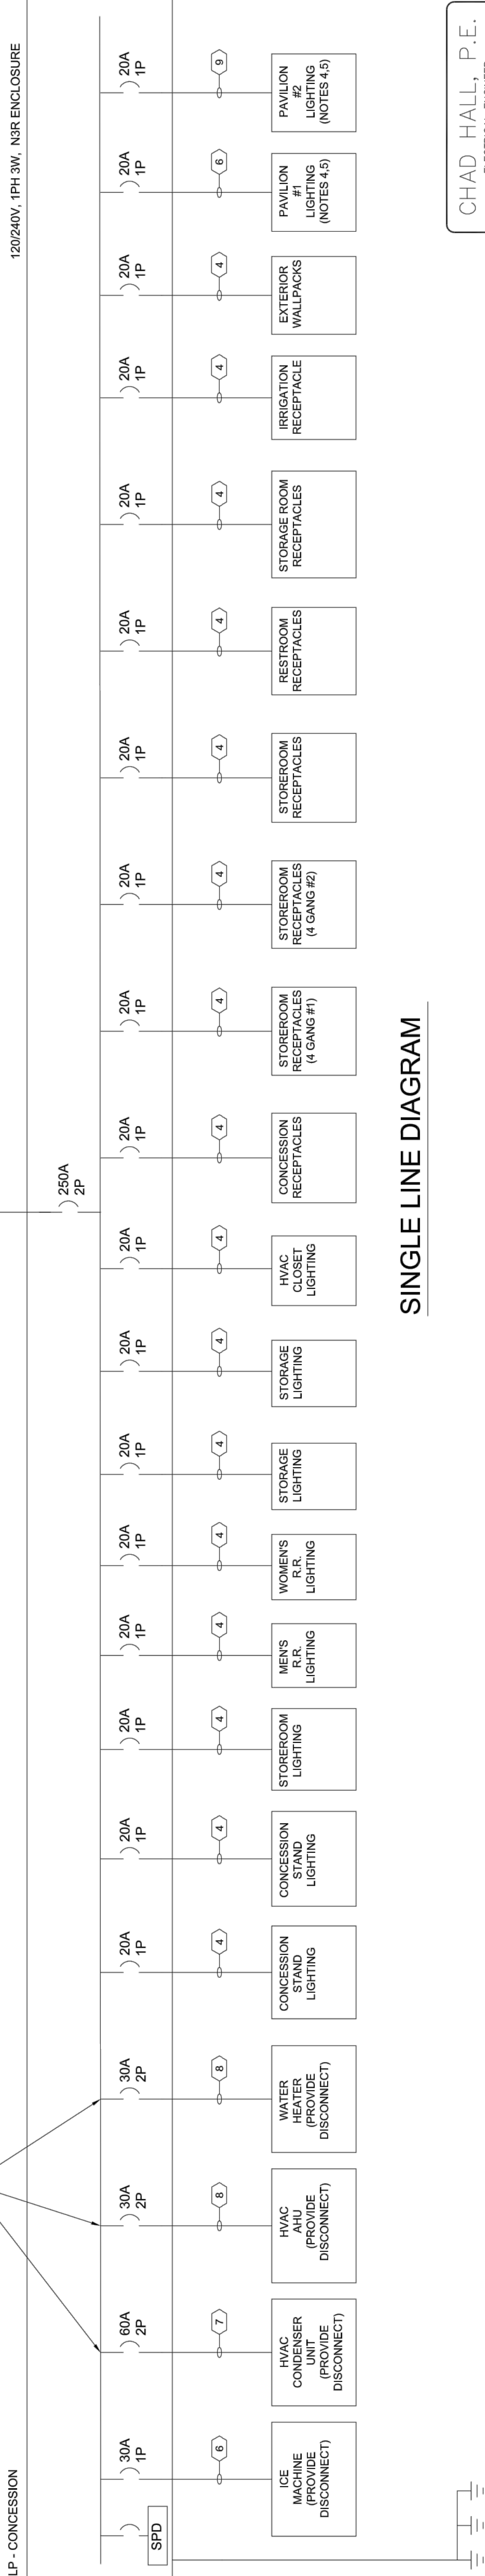 LP - CONCESSION
120/240V, 1PH 3W, N3R ENCLOSURE
250A
2P
SPD
30A
1P
6
ICE
MACHINE
(PROVIDE
DISCONNECT)
60A
2P
7
HVAC
CONDENSER
UNIT
(PROVIDE
DISCONNECT)
30A
2P
8
HVAC
AHU
(PROVIDE
DISCONNECT)
30A
2P
8
WATER
HEATER
(PROVIDE
DISCONNECT)
20A
1P
4
CONCESSION
STAND
LIGHTING
20A
1P
4
CONCESSION
STAND
LIGHTING
20A
1P
4
STOREROOM
LIGHTING
20A
1P
4
MEN'S
R.R.
LIGHTING
20A
1P
4
WOMEN'S
R.R.
LIGHTING
20A
1P
4
STORAGE
LIGHTING
20A
1P
4
STORAGE
LIGHTING
20A
1P
4
HVAC
CLOSET
LIGHTING
20A
1P
4
CONCESSION
RECEPTACLES
20A
1P
4
STOREROOM
RECEPTACLES
(4 GANG #1)
20A
1P
4
STOREROOM
RECEPTACLES
(4 GANG #2)
20A
1P
4
STOREROOM
RECEPTACLES
20A
1P
4
RESTROOM
RECEPTACLES
20A
1P
4
STORAGE ROOM
RECEPTACLES
20A
1P
4
IRRIGATION
RECEPTACLE
20A
1P
4
EXTERIOR
WALLPACKS
20A
1P
6
PAVILION
#1
LIGHTING
(NOTES 4,5)
20A
1P
9
PAVILION
#2
LIGHTING
(NOTES 4,5)
SINGLE LINE DIAGRAM
CHAD HALL, P.E.